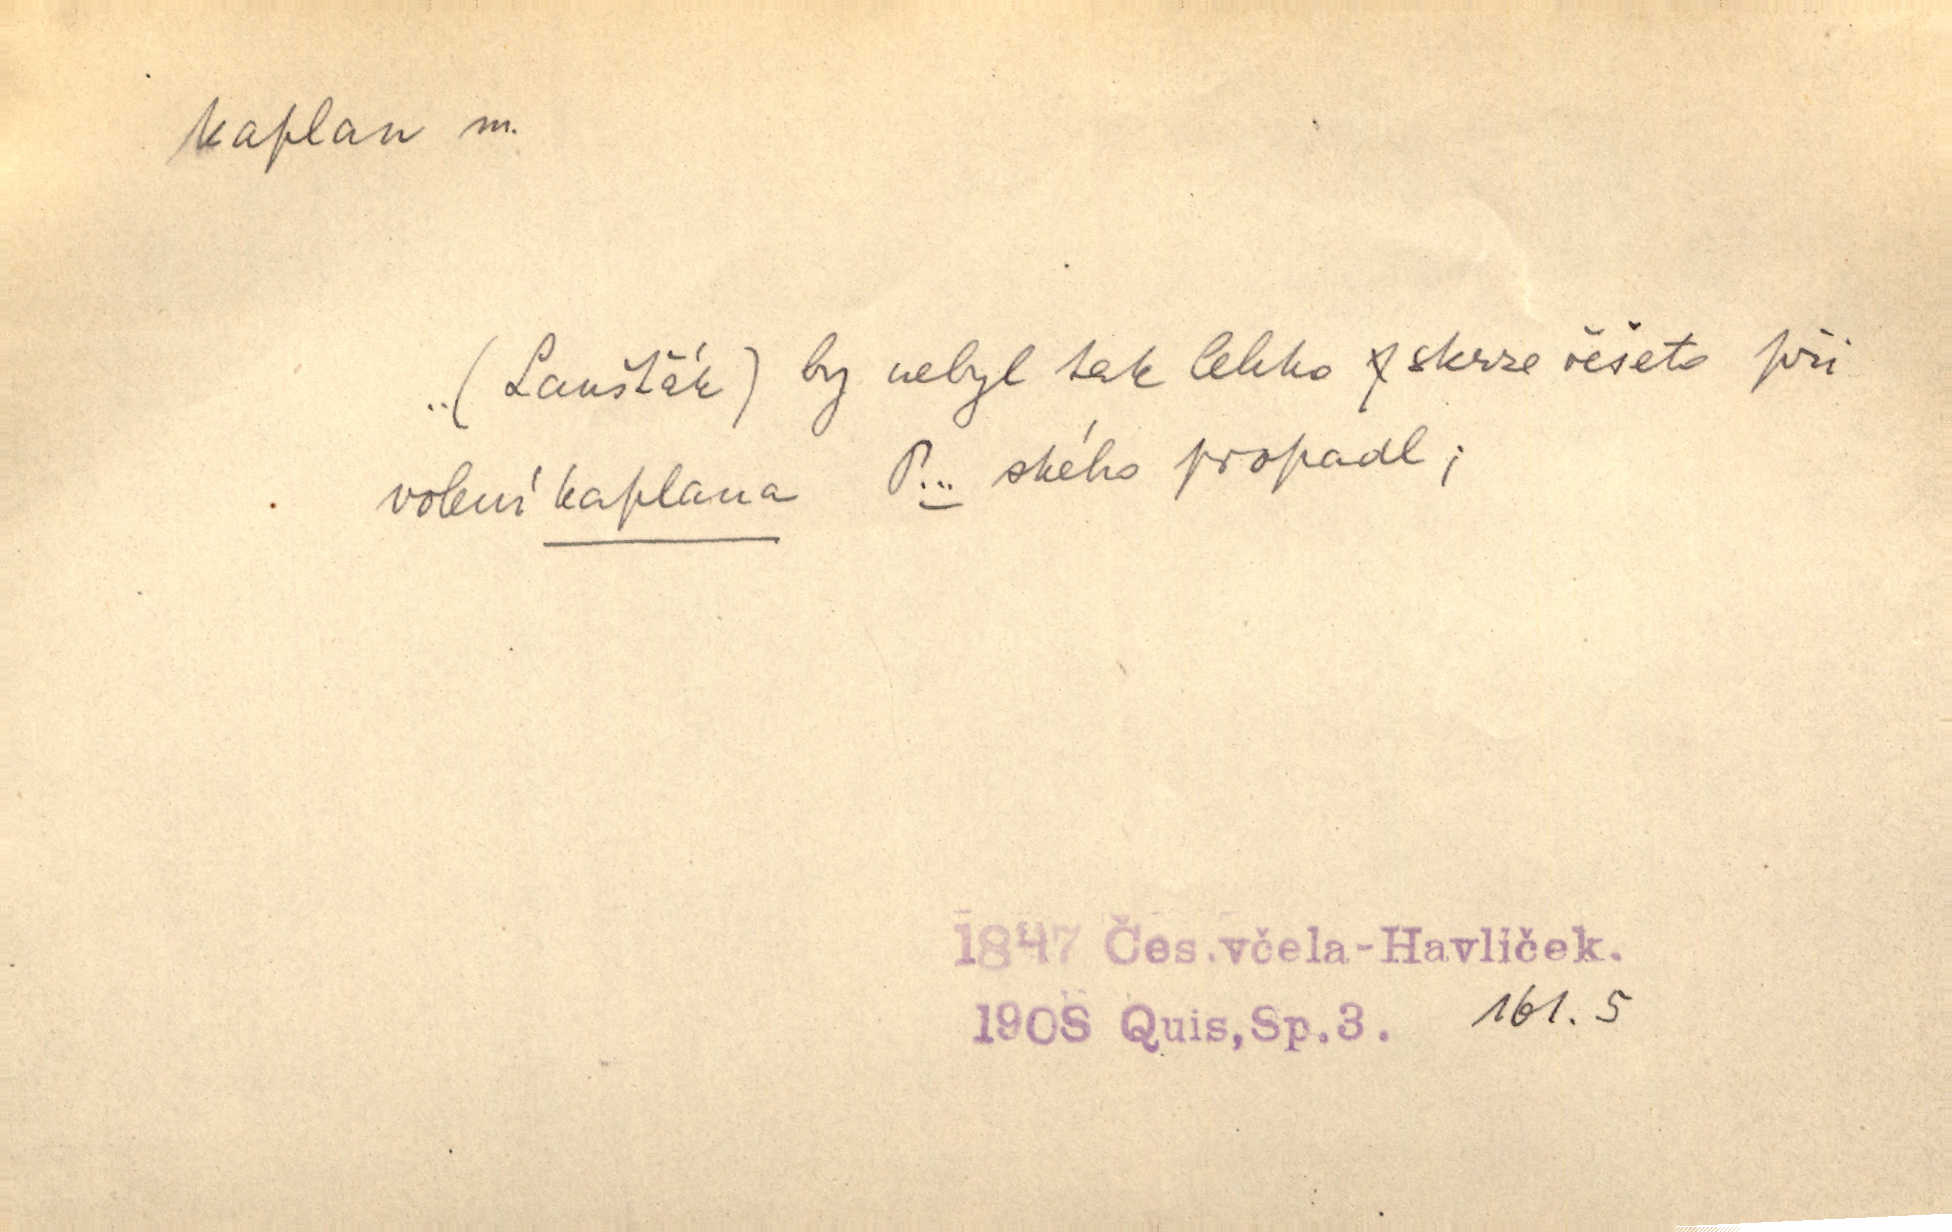 kaplan m.
..(Laušták) by nebyl tak lehko skrze řešeto při
volení kaplana P... ského propadl;
1847 Čes.včela-Havlíček.
1908 Quis,Sp.3. 161.5